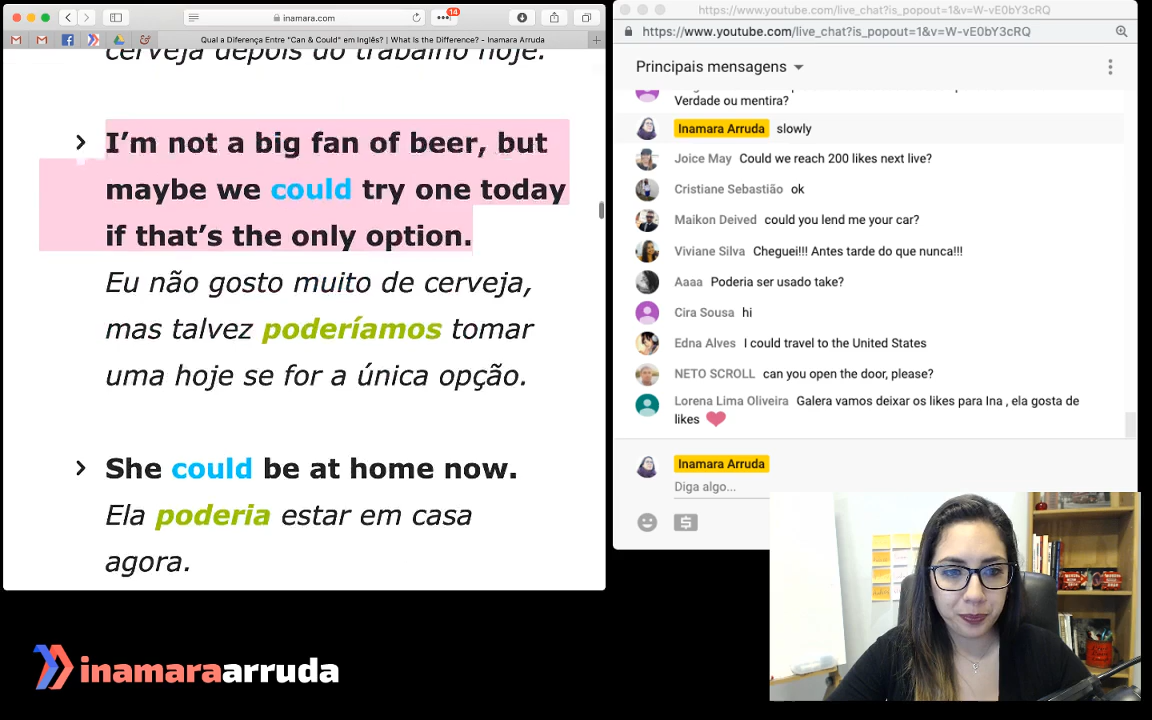 inamara.com
14
Qual a Diferença Entre "Can & Could" em Inglês? | What Is the Difference? - Inamara Arruda
cerveja depois do trabalho hoje.
I'm not a big fan of beer, but
maybe we could try one today
if that's the only option.
Eu não gosto muito de cerveja,
mas talvez poderíamos tomar
uma hoje se for a única opção.
She could be at home now.
Ela poderia estar em casa
agora.
inamaraarruda
https://www.youtube.com/live_chat?is_popout=1&v=W-vE0bY3cRQ
https://www.youtube.com/live_chat?is_popout=1&v=W-vE0bY3cRQ
Principais mensagens
Verdade ou mentira?
Inamara Arruda slowly
Joice May Could we reach 200 likes next live?
Cristiane Sebastião ok
Maikon Deived could you lend me your car?
Viviane Silva Cheguei!!! Antes tarde do que nunca!!!
Aaaa Poderia ser usado take?
Cira Sousa hi
Edna Alves I could travel to the United States
NETO SCROLL can you open the door, please?
Lorena Lima Oliveira Galera vamos deixar os likes para Ina , ela gosta de
likes
Inamara Arruda
Diga algo...